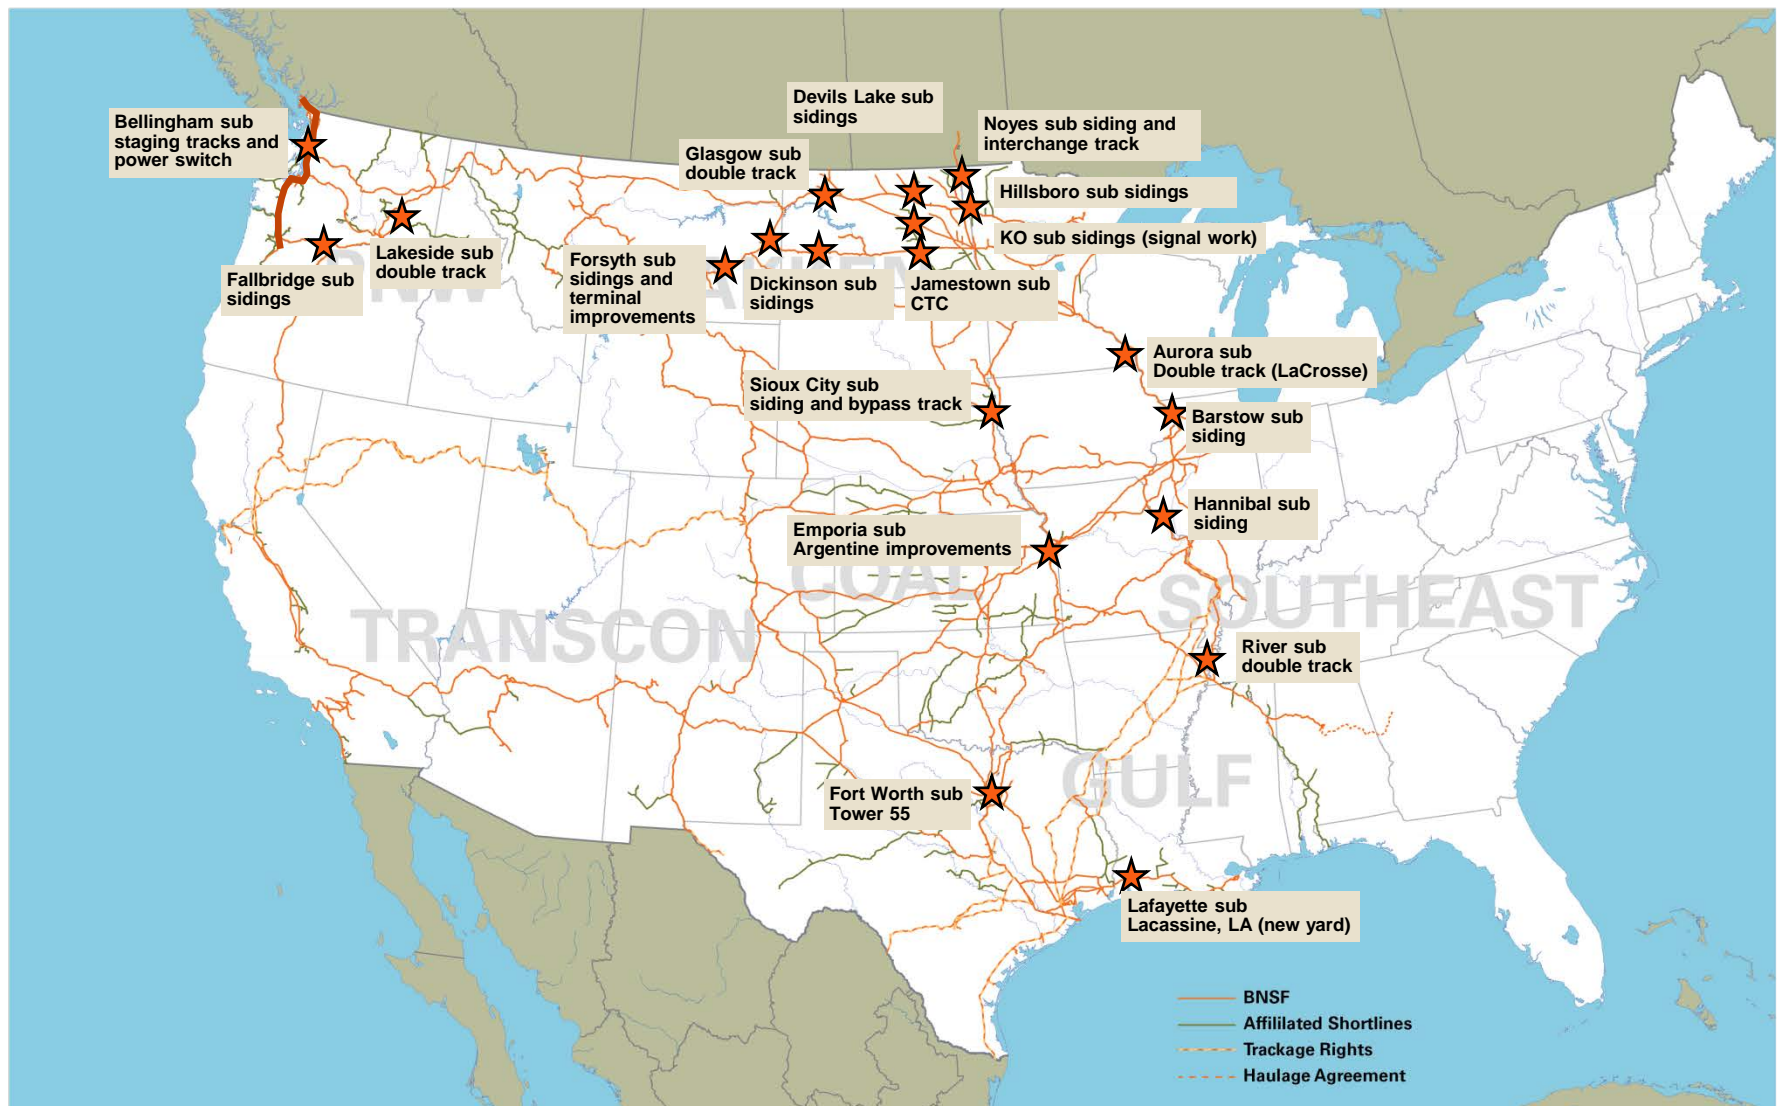 Devils Lake sub
sidings
Bellingham sub
staging tracks and
power switch
Noyes sub siding and
interchange track
Glasgow sub
double track
Hillsboro sub sidings
KO sub sidings (signal work)
Lakeside sub
double track
Fallbridge sub
sidings
Forsyth sub
sidings and
terminal
improvements
Dickinson sub
sidings
Jamestown sub
CTC
Aurora sub
Double track (LaCrosse)
Sioux City sub
siding and bypass track
Barstow sub
siding
Hannibal sub
siding
Emporia sub
Argentine improvements
COAL
SOUTHEAST
TRANSCON
River sub
double track
GULF
Fort Worth sub
Tower 55
Lafayette sub
Lacassine, LA (new yard)
BNSF
Affililated Shortlines
Trackage Rights
Haulage Agreement